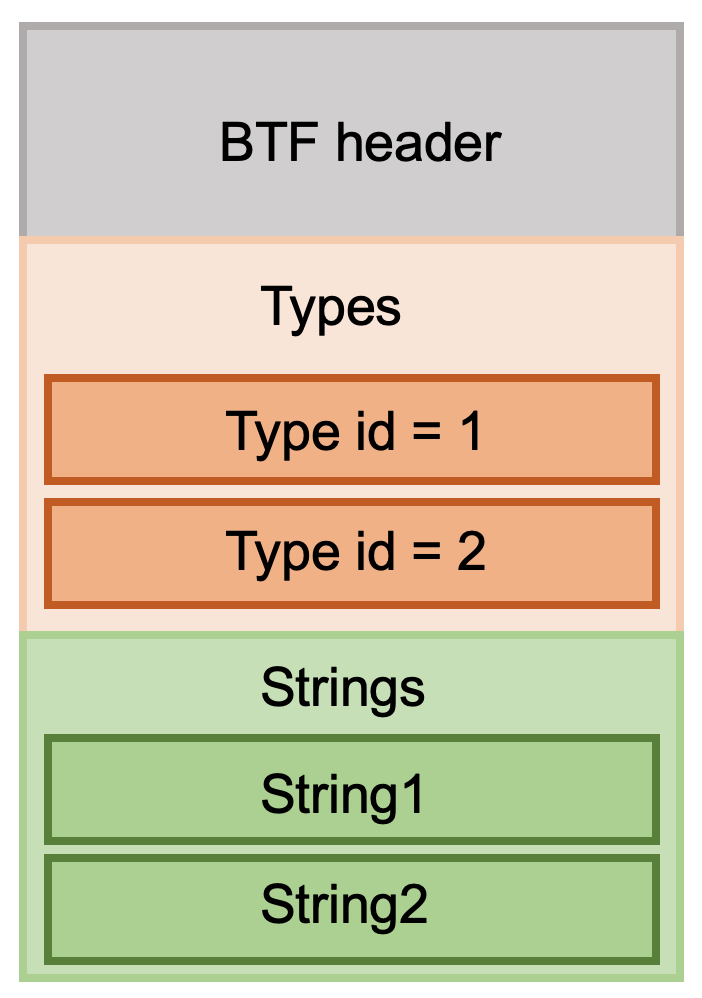 BTF header
Types
Type id = 1
Type id = 2
Strings
String1
String2